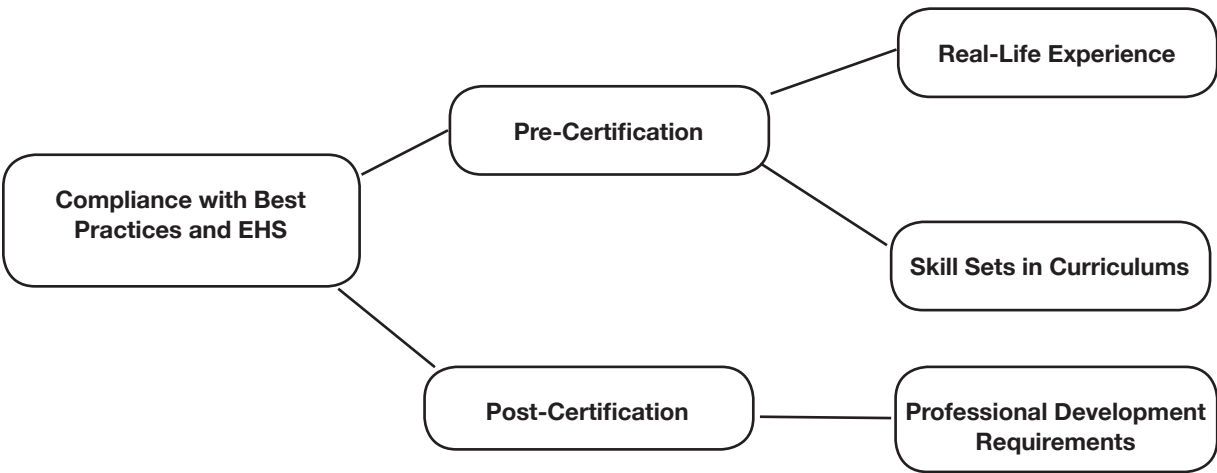 Real-Life Experience
Pre-Certification
Compliance with Best
Practices and EHS
Skill Sets in Curriculums
Post-Certification
Professional Development
Requirements